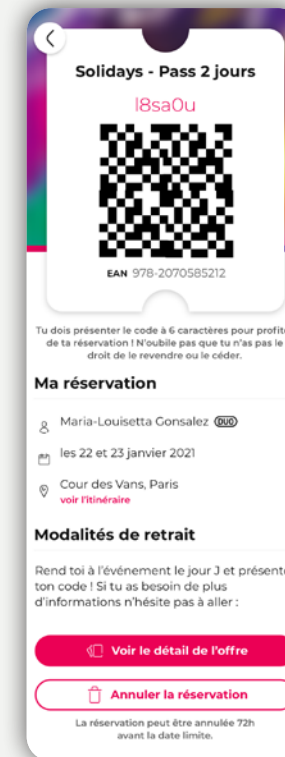 Solidays - Pass 2 jours
l8sa0u
EAN 978-2070585212
Tu dois présenter le code à 6 caractères pour profite
de ta réservation ! N'oublie pas que tu n'as pas le
droit de le revendre ou le céder.
Ma réservation
Maria-Louisetta Gonsalez DUO
les 22 et 23 janvier 2021
Cour des Vans, Paris
voir l'itinéraire
Modalités de retrait
Rend toi à l'événement le jour J et présente
ton code ! Si tu as besoin de plus
d'informations n'hésite pas à aller :
Voir le détail de l'offre
Annuler la réservation
La réservation peut être annulée 72h
avant la date limite.